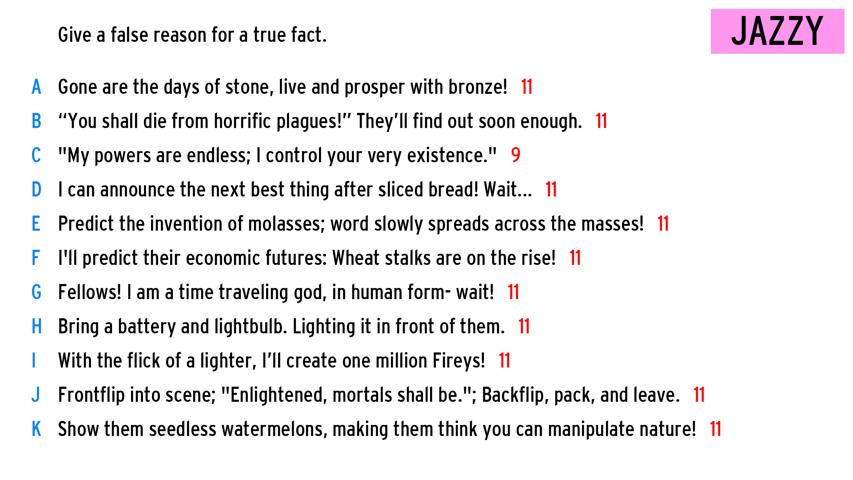 Give a false reason for a true fact.
JAZZY
A Gone are the days of stone, live and prosper with bronze! 11
B “You shall die from horrific plagues!” They’ll find out soon enough. 11
C "My powers are endless; I control your very existence." 9
D I can announce the next best thing after sliced bread! Wait... 11
E Predict the invention of molasses; word slowly spreads across the masses! 11
F I'll predict their economic futures: Wheat stalks are on the rise! 11
G Fellows! I am a time traveling god, in human form- wait! 11
H Bring a battery and lightbulb. Lighting it in front of them. 11
I With the flick of a lighter, I’ll create one million Fireys! 11
J Frontflip into scene; "Enlightened, mortals shall be."; Backflip, pack, and leave. 11
K Show them seedless watermelons, making them think you can manipulate nature! 11